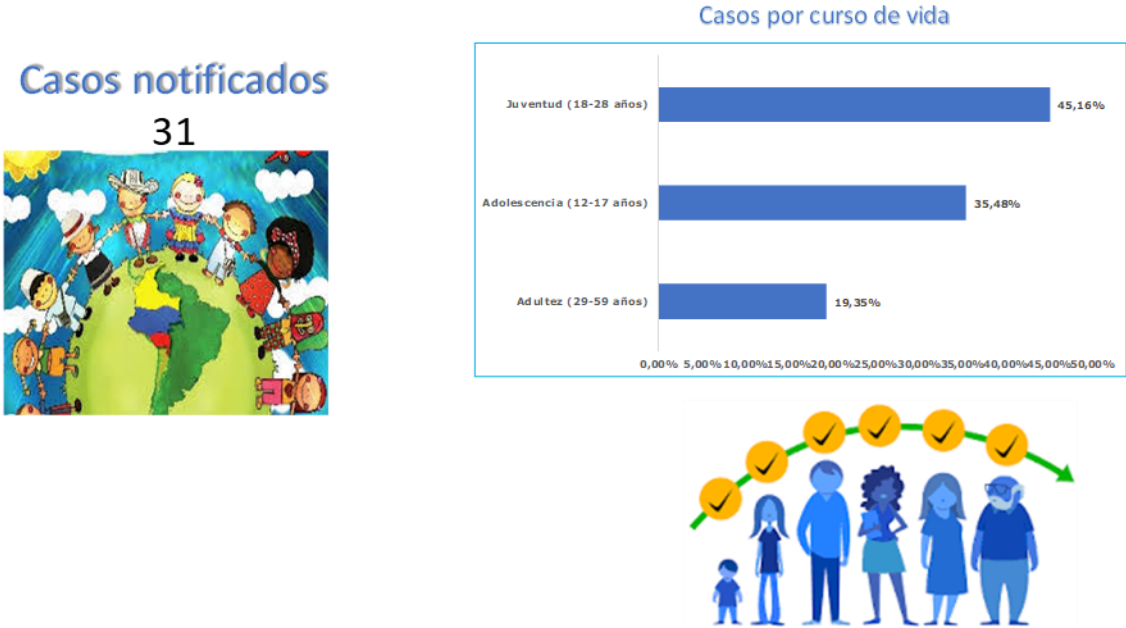 Casos por curso de vida
Casos notificados
31
Juventud (18-28 años)
45,16%
Adolescencia (12-17 años)
35,48%
Adultez (29-59 años)
19,35%
0,00% 5,00% 10,00% 15,00% 20,00% 25,00% 30,00% 35,00% 40,00% 45,00% 50,00%